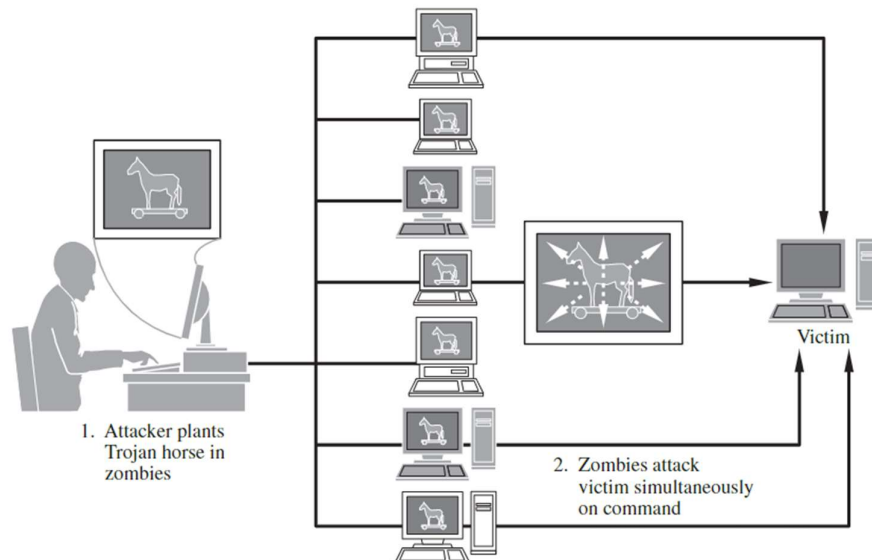 Victim
1. Attacker plants
Trojan horse in
zombies
2. Zombies attack
victim simultaneously
on command